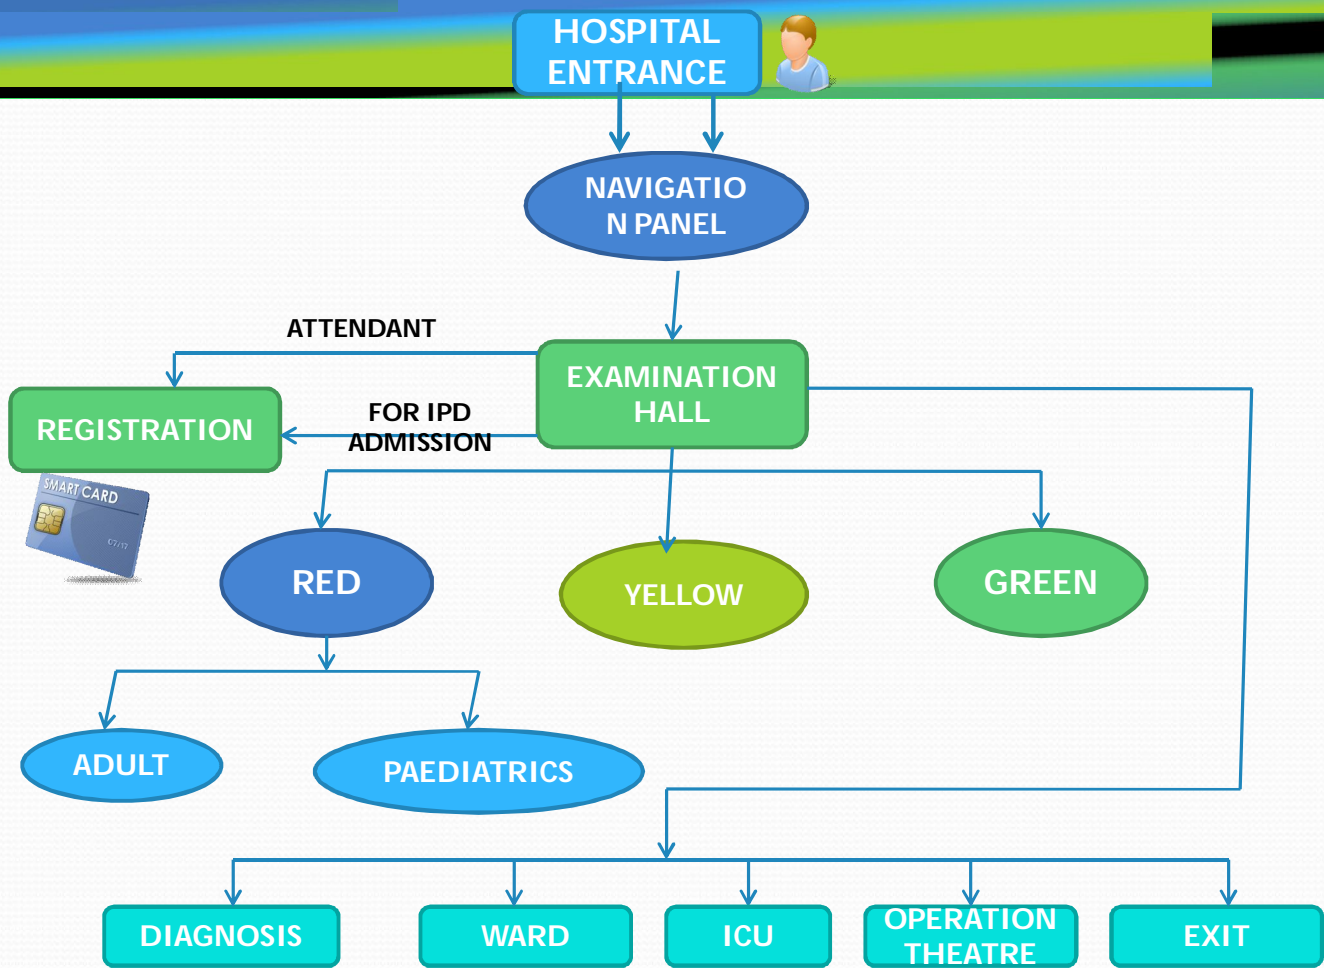 HOSPITAL
ENTRANCE
NAVIGATIO
N PANEL
ATTENDANT
EXAMINATION
HALL
FOR IPD
ADMISSION
REGISTRATION
SMART CARD
RED
YELLOW
GREEN
ADULT
PAEDIATRICS
DIAGNOSIS
WARD
ICU
OPERATION
THEATRE
EXIT